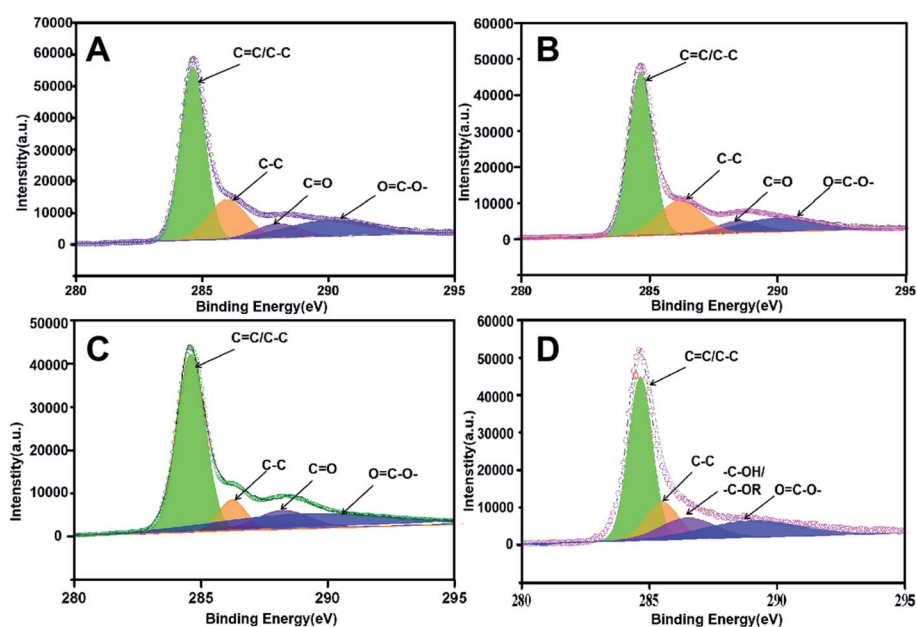 A
70000
60000
50000
40000
30000
20000
10000
0
Intenstity(a.u.)
C=C/C-C
C-C
C=O
O=C-O-
280
285
290
295
Binding Energy(eV)
B
60000
50000
40000
30000
20000
10000
0
Intenstity(a.u.)
C=C/C-C
C-C
C=O
O=C-O-
280
285
290
295
Binding Energy(eV)
C
50000
40000
30000
20000
10000
0
Intenstity(a.u.)
C=C/C-C
C-C
C=O
O=C-O-
280
285
290
295
Binding Energy(eV)
D
60000
50000
40000
30000
20000
10000
0
Intenstity(a.u.)
C=C/C-C
C-C
-C-OH/
-C-OR
O=C-O-
280
285
290
295
Binding Energy(eV)